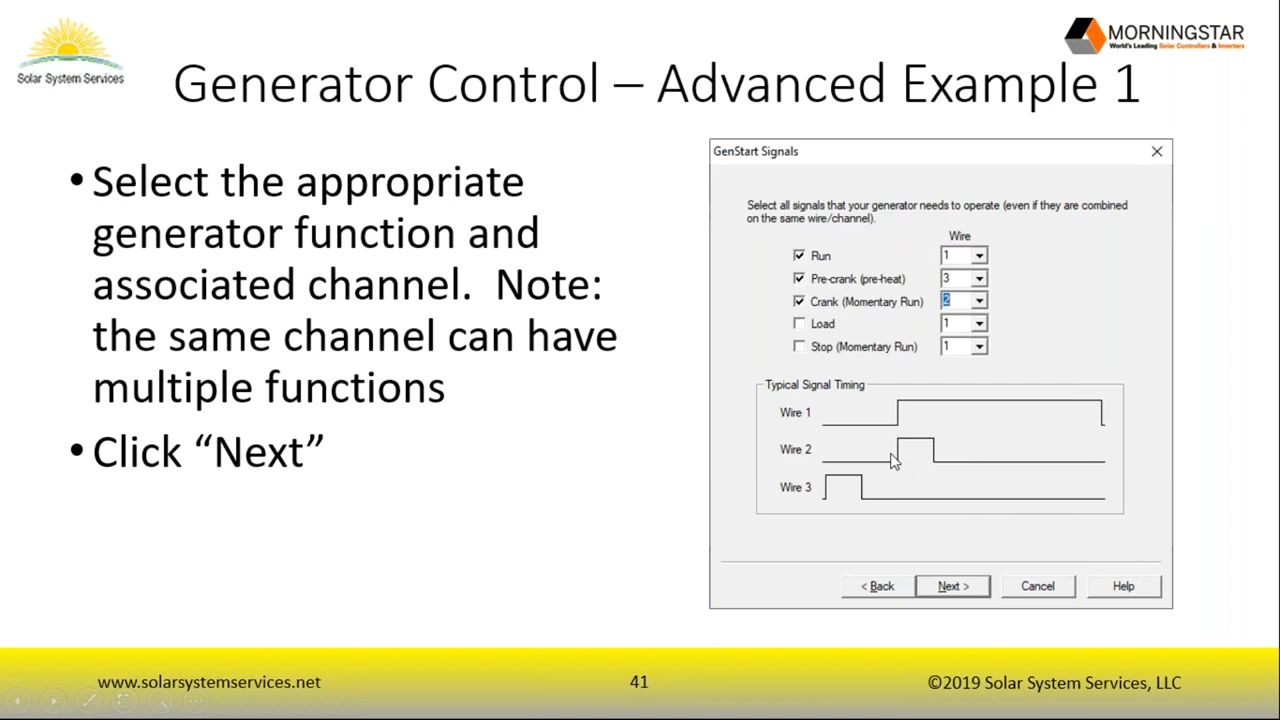 Solar System Services
MORNINGSTAR
World's Leading Solar Controllers & Inverters
Generator Control – Advanced Example 1
• Select the appropriate
generator function and
associated channel.  Note:
the same channel can have
multiple functions
• Click “Next”
GenStart Signals
Select all signals that your generator needs to operate (even if they are combined
on the same wire/channel).
Wire
Run 1
Pre-crank (pre-heat) 3
Crank (Momentary Run) 2
Load 1
Stop (Momentary Run) 1
Typical Signal Timing
Wire 1
Wire 2
Wire 3
< Back Next > Cancel Help
www.solarsystemservices.net 41 ©2019 Solar System Services, LLC